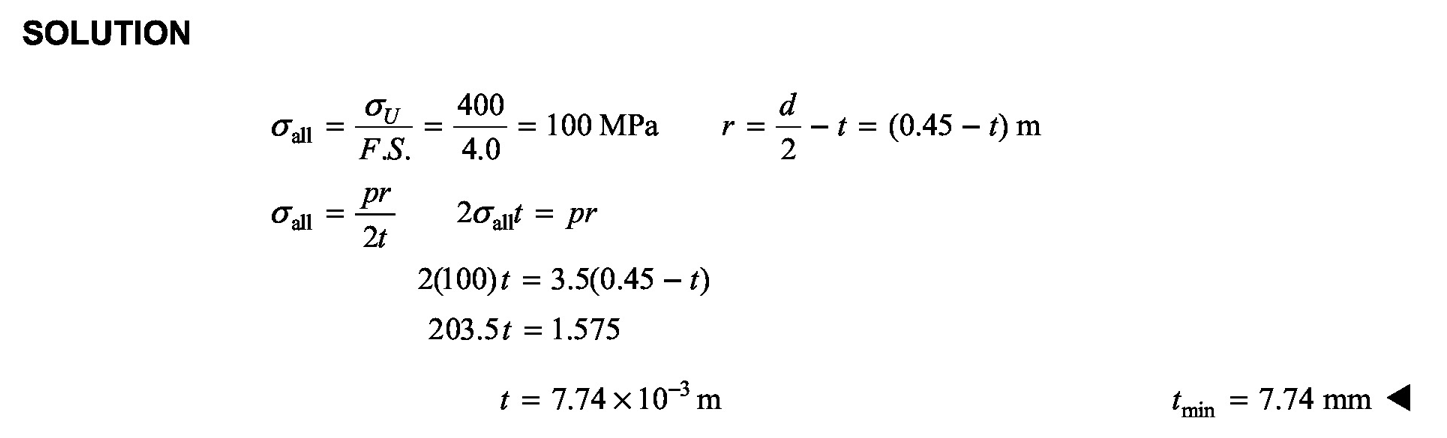 SOLUTION
σ_all = σ_U / F.S. = 400 / 4.0 = 100 MPa r = d / 2 − t = (0.45 − t) m
σ_all = pr / 2t 2σ_all t = pr
2(100)t = 3.5(0.45 − t)
203.5t = 1.575
t = 7.74 × 10⁻³ m t_min = 7.74 mm ◀